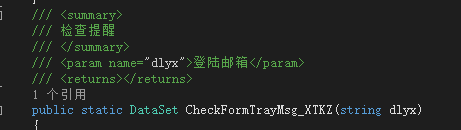 /// <summary>
/// 检查提醒
/// </summary>
/// <param name="dlyx">登陆邮箱</param>
/// <returns></returns>
1 个引用
public static DataSet CheckFormTrayMsg_XTKZ(string dlyx)
{